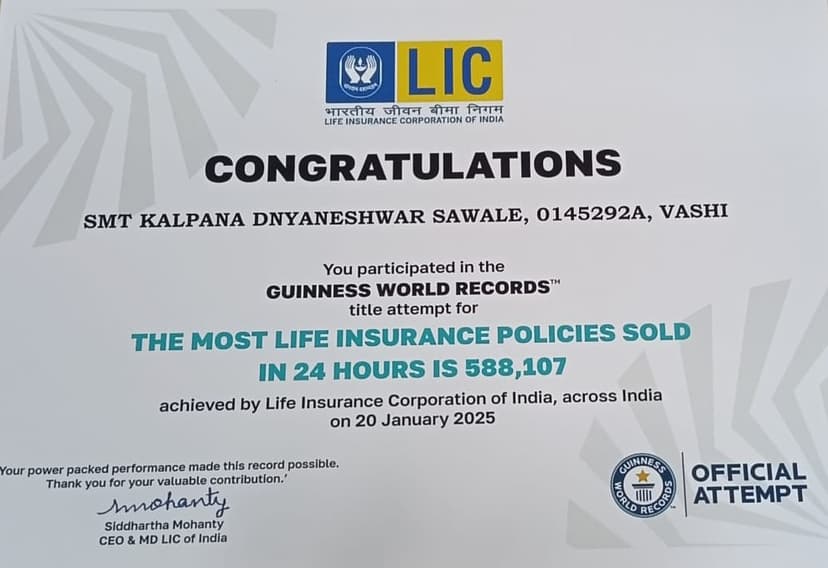 LIC
भारतीय जीवन बीमा निगम
LIFE INSURANCE CORPORATION OF INDIA
CONGRATULATIONS
SMT KALPANA DNYANESHWAR SAWALE, 0145292A, VASHI
You participated in the
GUINNESS WORLD RECORDS™
title attempt for
THE MOST LIFE INSURANCE POLICIES SOLD
IN 24 HOURS IS 588,107
achieved by Life Insurance Corporation of India, across India
on 20 January 2025
Your power packed performance made this record possible.
Thank you for your valuable contribution.’
smohanty
Siddhartha Mohanty
CEO & MD LIC of India
GUINNESS
WORLD RECORDS
OFFICIAL
ATTEMPT